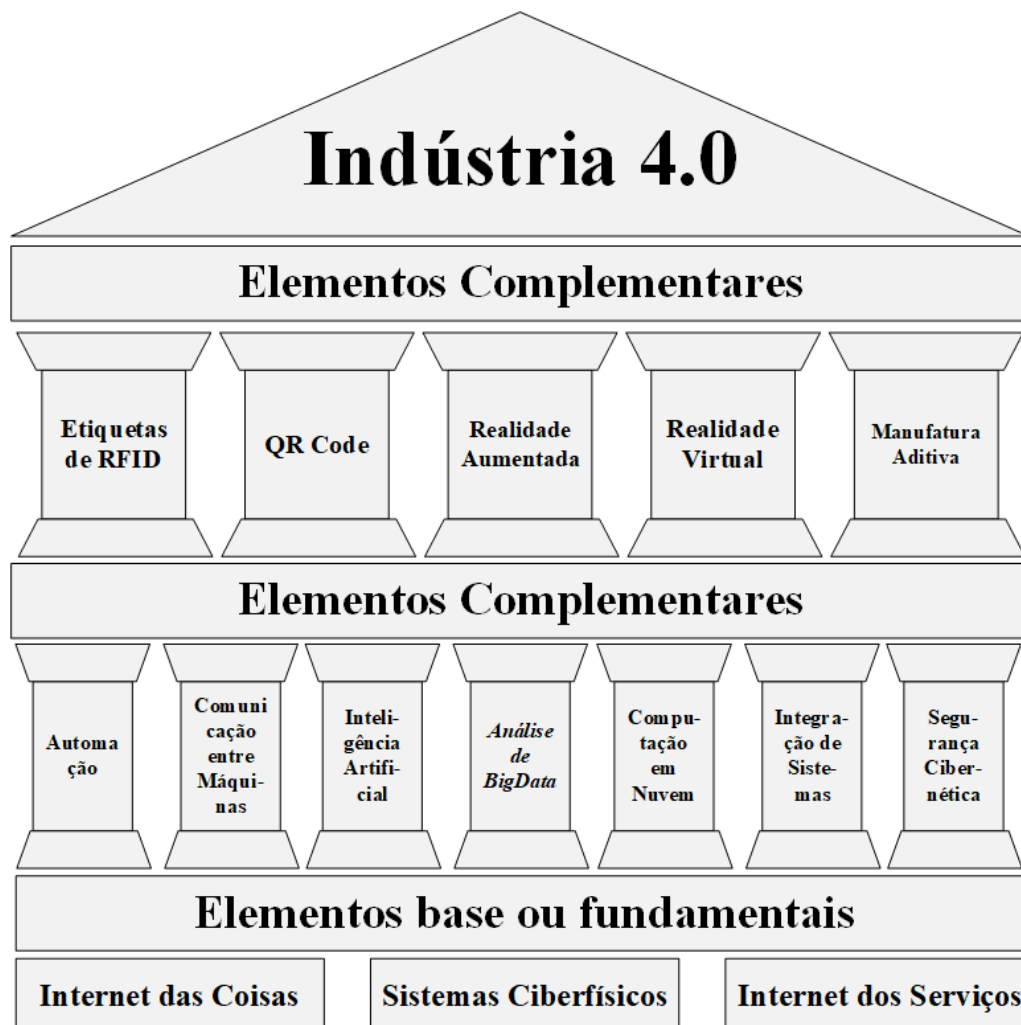 Indústria 4.0
Elementos Complementares
Etiquetas
de RFID
QR Code
Realidade
Aumentada
Realidade
Virtual
Manufatura
Aditiva
Elementos Complementares
Automa
ção
Comuni
cação
entre
Máqui-
nas
Inteli-
gência
Artifi-
cial
Análise
de
BigData
Compu-
tação
em
Nuvem
Integra-
ção de
Siste-
mas
Segu-
rança
Ciber-
nética
Elementos base ou fundamentais
Internet das Coisas
Sistemas Ciberfísicos
Internet dos Serviços